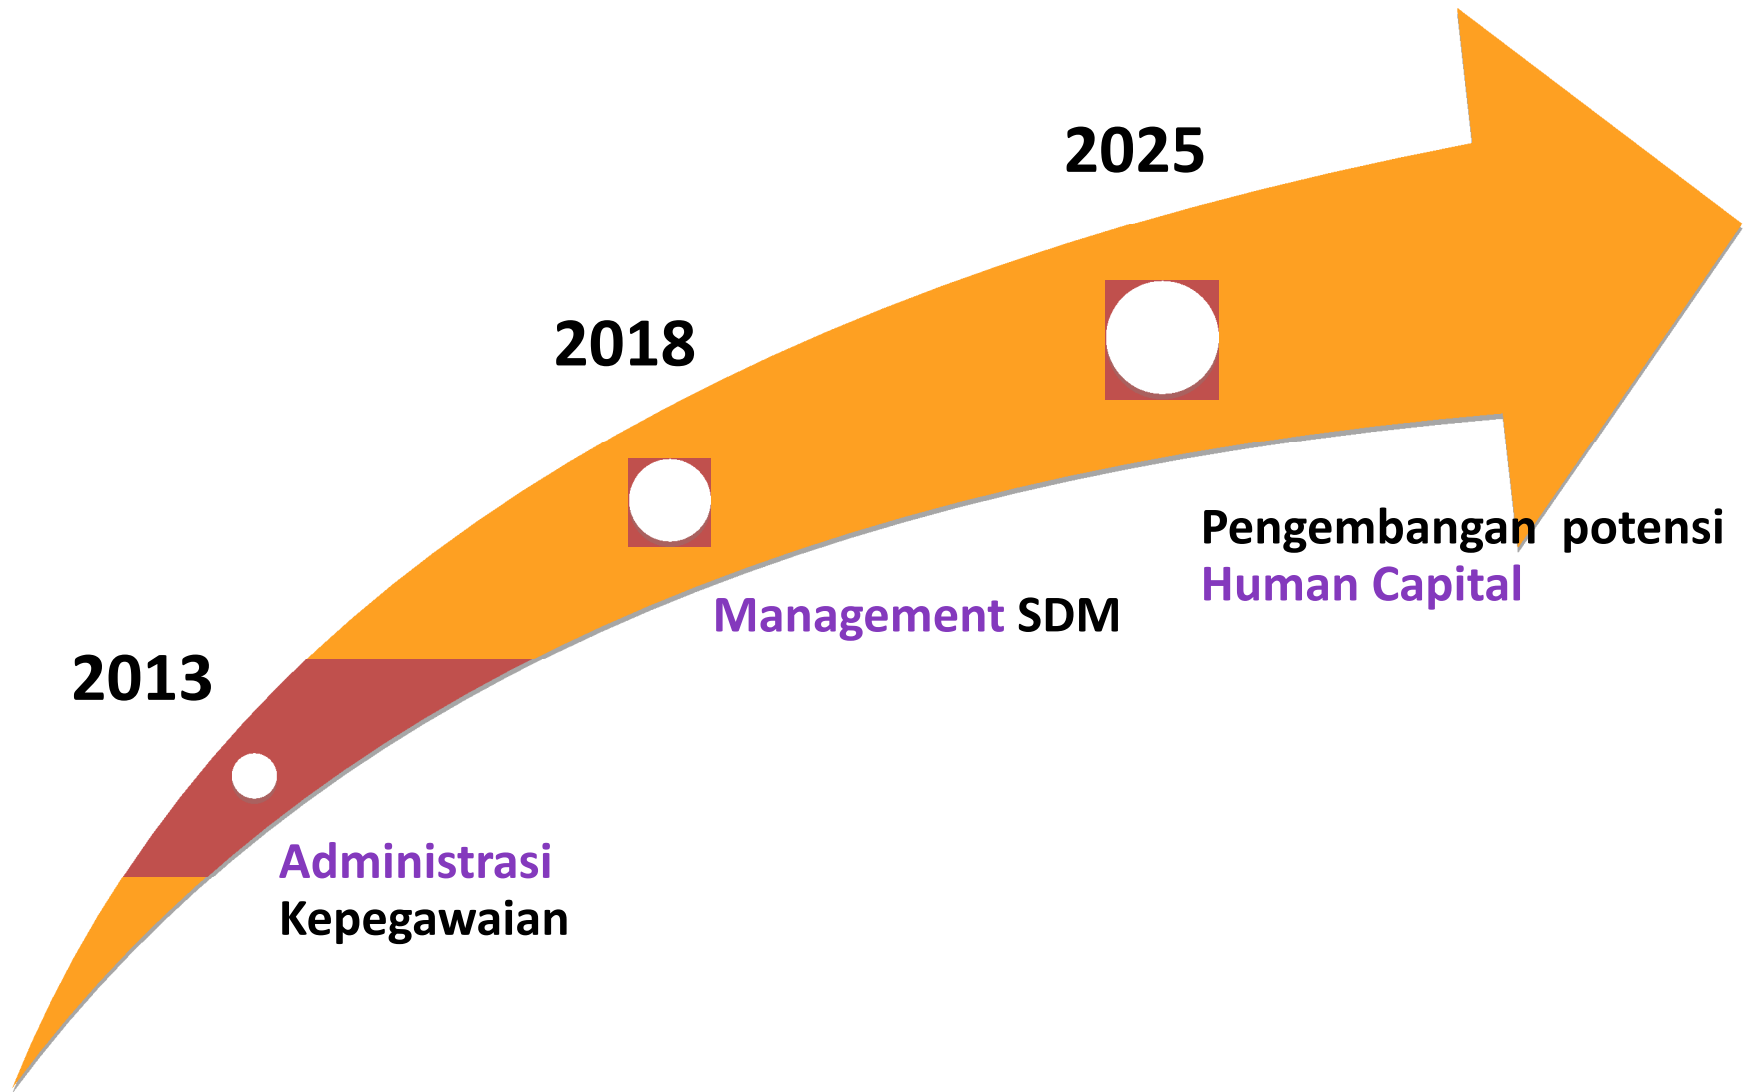 2013
Administrasi
Kepegawaian
2018
Management SDM
2025
Pengembangan potensi
Human Capital